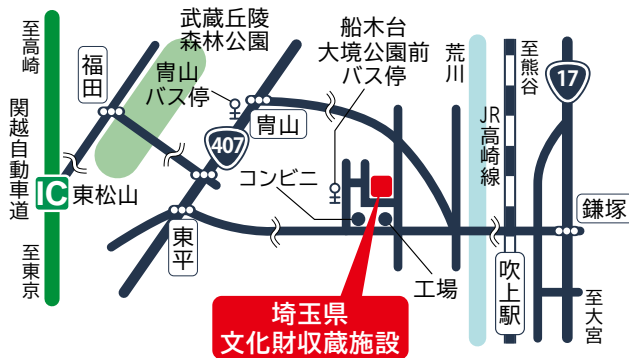 至高崎
関越自動車道
IC
東松山
至東京
福田
武蔵丘陵
森林公園
冑山
バス停
407
冑山
東平
コンビニ
船木台
大境公園前
バス停
工場
埼玉県
文化財収蔵施設
荒川
JR高崎線
至熊谷
17
鎌塚
吹上駅
至大宮